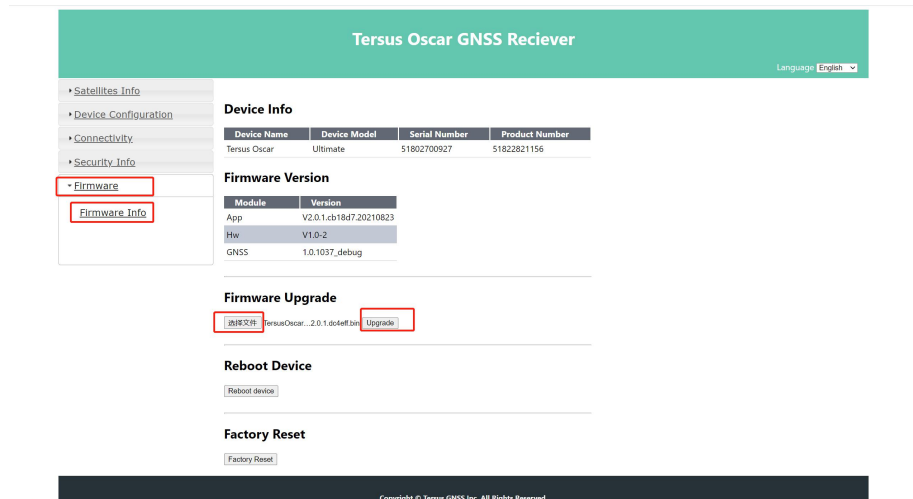 Tersus Oscar GNSS Reciever
Language English
Satellites Info
Device Configuration
Connectivity
Security Info
Firmware
Firmware Info
Device Info
Device Name Device Model Serial Number Product Number
Tersus Oscar Ultimate 51802700927 51822821156
Firmware Version
Module Version
App V2.0.1.cb18d7.20210823
Hw V1.0-2
GNSS 1.0.1037_debug
Firmware Upgrade
选择文件 TersusOscar...2.0.1.dc4eff.bin Upgrade
Reboot Device
Reboot device
Factory Reset
Factory Reset
Copyright © Tersus GNSS Inc. All Rights Reserved